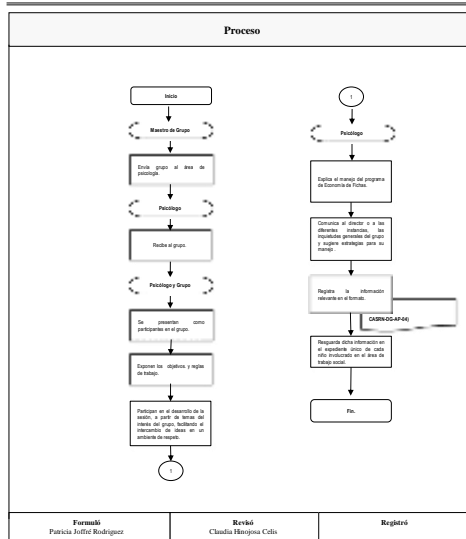 Proceso
Inicio
Maestro de Grupo
Envía grupo al área de
psicología.
Psicólogo
Recibe al grupo.
Psicólogo y Grupo
Se presentan como
participantes en el grupo.
Exponen los objetivos y reglas
de trabajo.
Participan en el desarrollo de la
sesión, a partir de temas del
interés del grupo, facilitando el
intercambio de ideas en un
ambiente de respeto.
1
1
Psicólogo
Explica el manejo del programa
de Economía de Fichas.
Comunica al director o a las
diferentes instancias, las
inquietudes generales del grupo
y sugiere estrategias para su
manejo.
Registra la información
relevante en el formato.
CASRN-DG-AP-04)
Resguarda dicha información en
el expediente único de cada
niño involucrado en el área de
trabajo social.
Fin.
Formuló
Patricia Joffré Rodríguez
Revisó
Claudia Hinojosa Celis
Registró